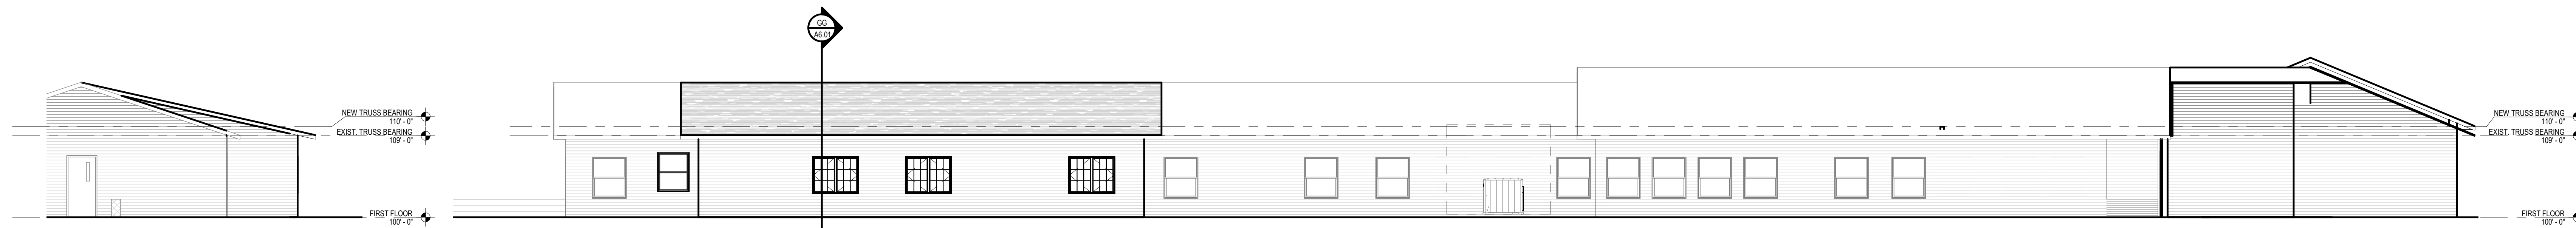 GG
A6.01
NEW TRUSS BEARING
110' - 0"
EXIST. TRUSS BEARING
109' - 0"
FIRST FLOOR
100' - 0"
NEW TRUSS BEARING
110' - 0"
EXIST. TRUSS BEARING
109' - 0"
FIRST FLOOR
100' - 0"